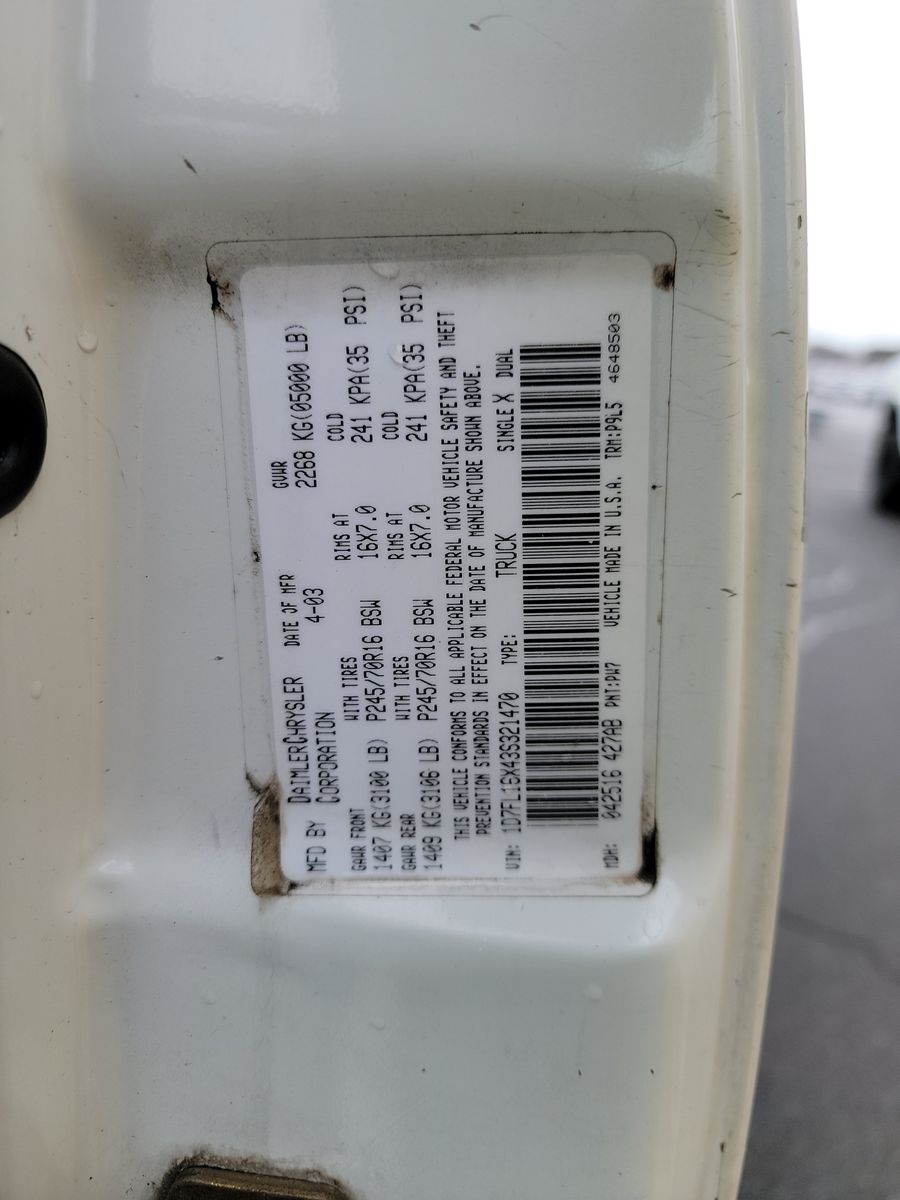 MFD BY DAIMLERCHRYSLER CORPORATION DATE OF MFR 4-03 GVWR 2268 KG(05000 LB)
GAWR FRONT WITH TIRES RIMS AT COLD
1407 KG(3100 LB) P245/70R16 BSW 16X7.0 241 KPA(35 PSI)
GAWR REAR WITH TIRES RIMS AT COLD
1409 KG(3106 LB) P245/70R16 BSW 16X7.0 241 KPA(35 PSI)
THIS VEHICLE CONFORMS TO ALL APPLICABLE FEDERAL MOTOR VEHICLE SAFETY AND THEFT
PREVENTION STANDARDS IN EFFECT ON THE DATE OF MANUFACTURE SHOWN ABOVE.
VIN: 1D7FL16X43S321470 TYPE: TRUCK SINGLE X DUAL
MDH: 042516 427AB PNT:PW7 VEHICLE MADE IN U.S.A. TRM:P9L5 4648503